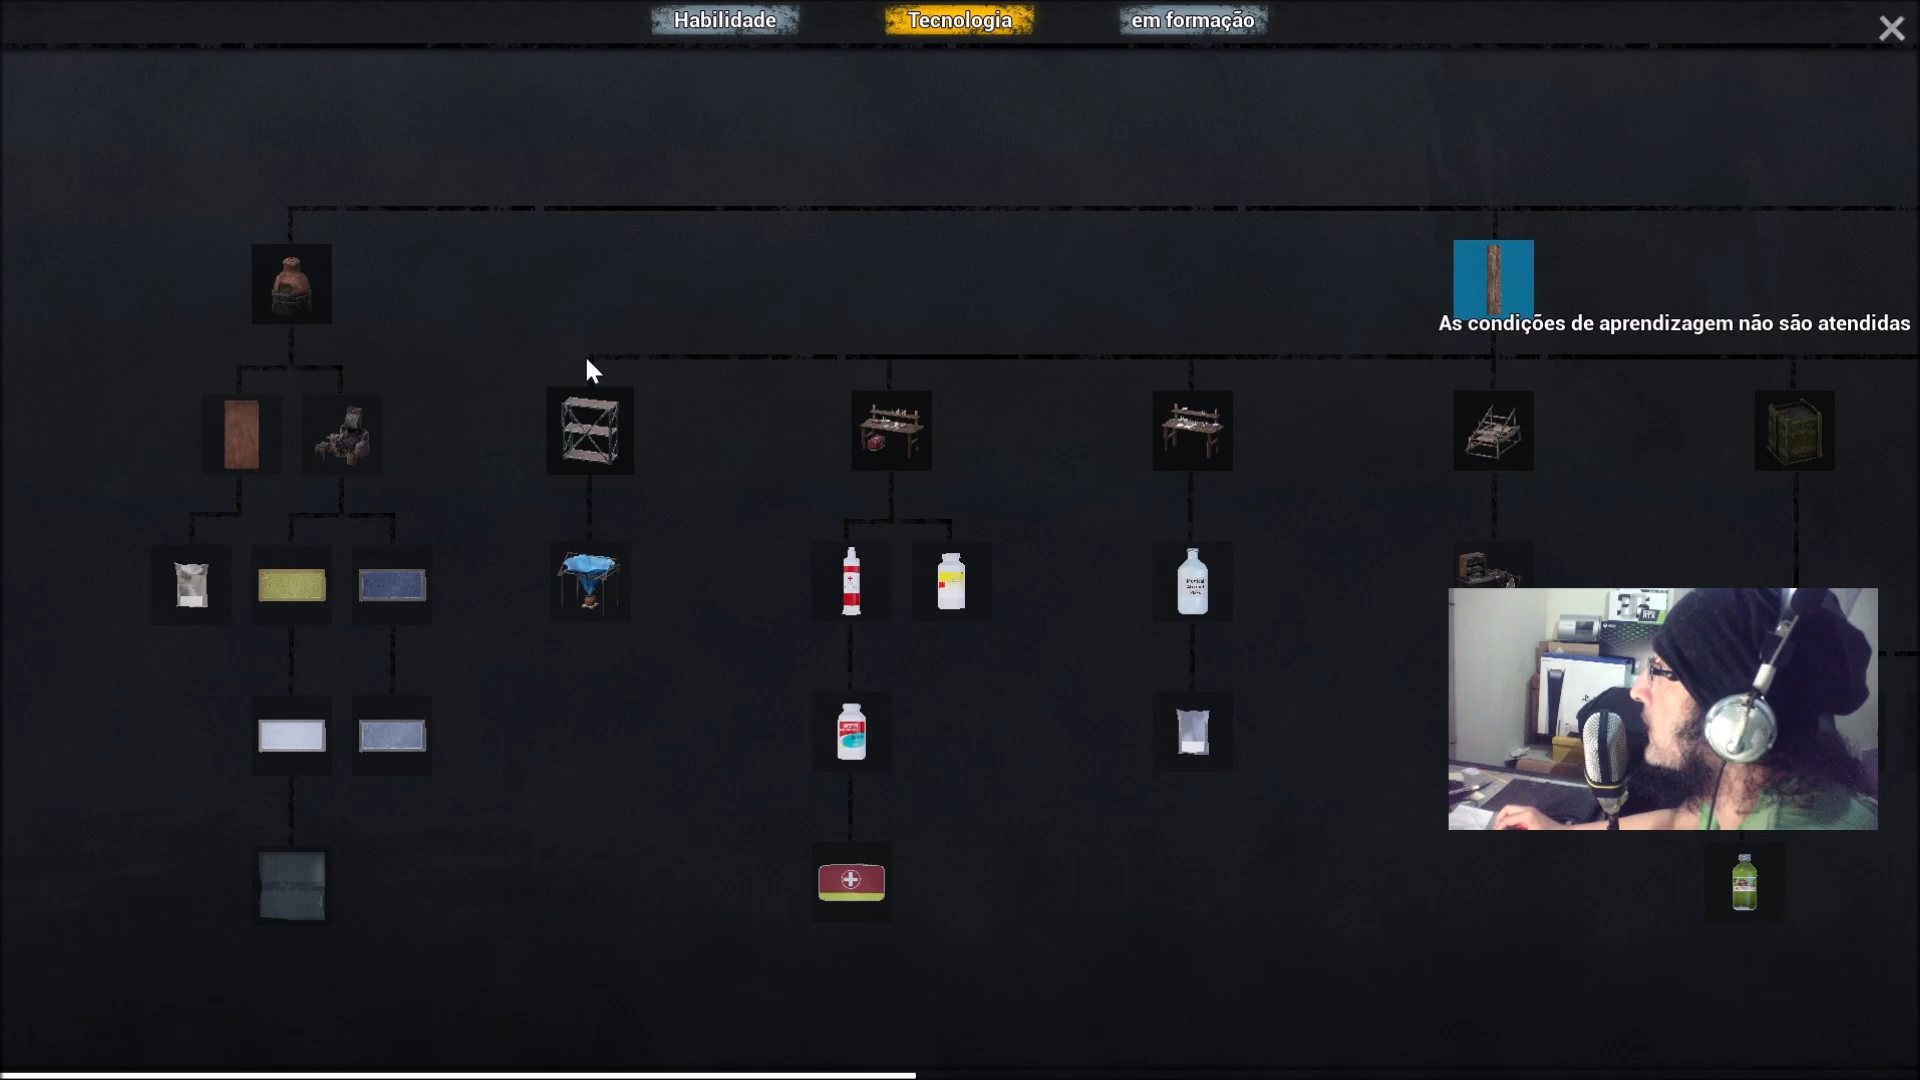 Habilidade
Tecnologia
em formação
As condições de aprendizagem não são atendidas